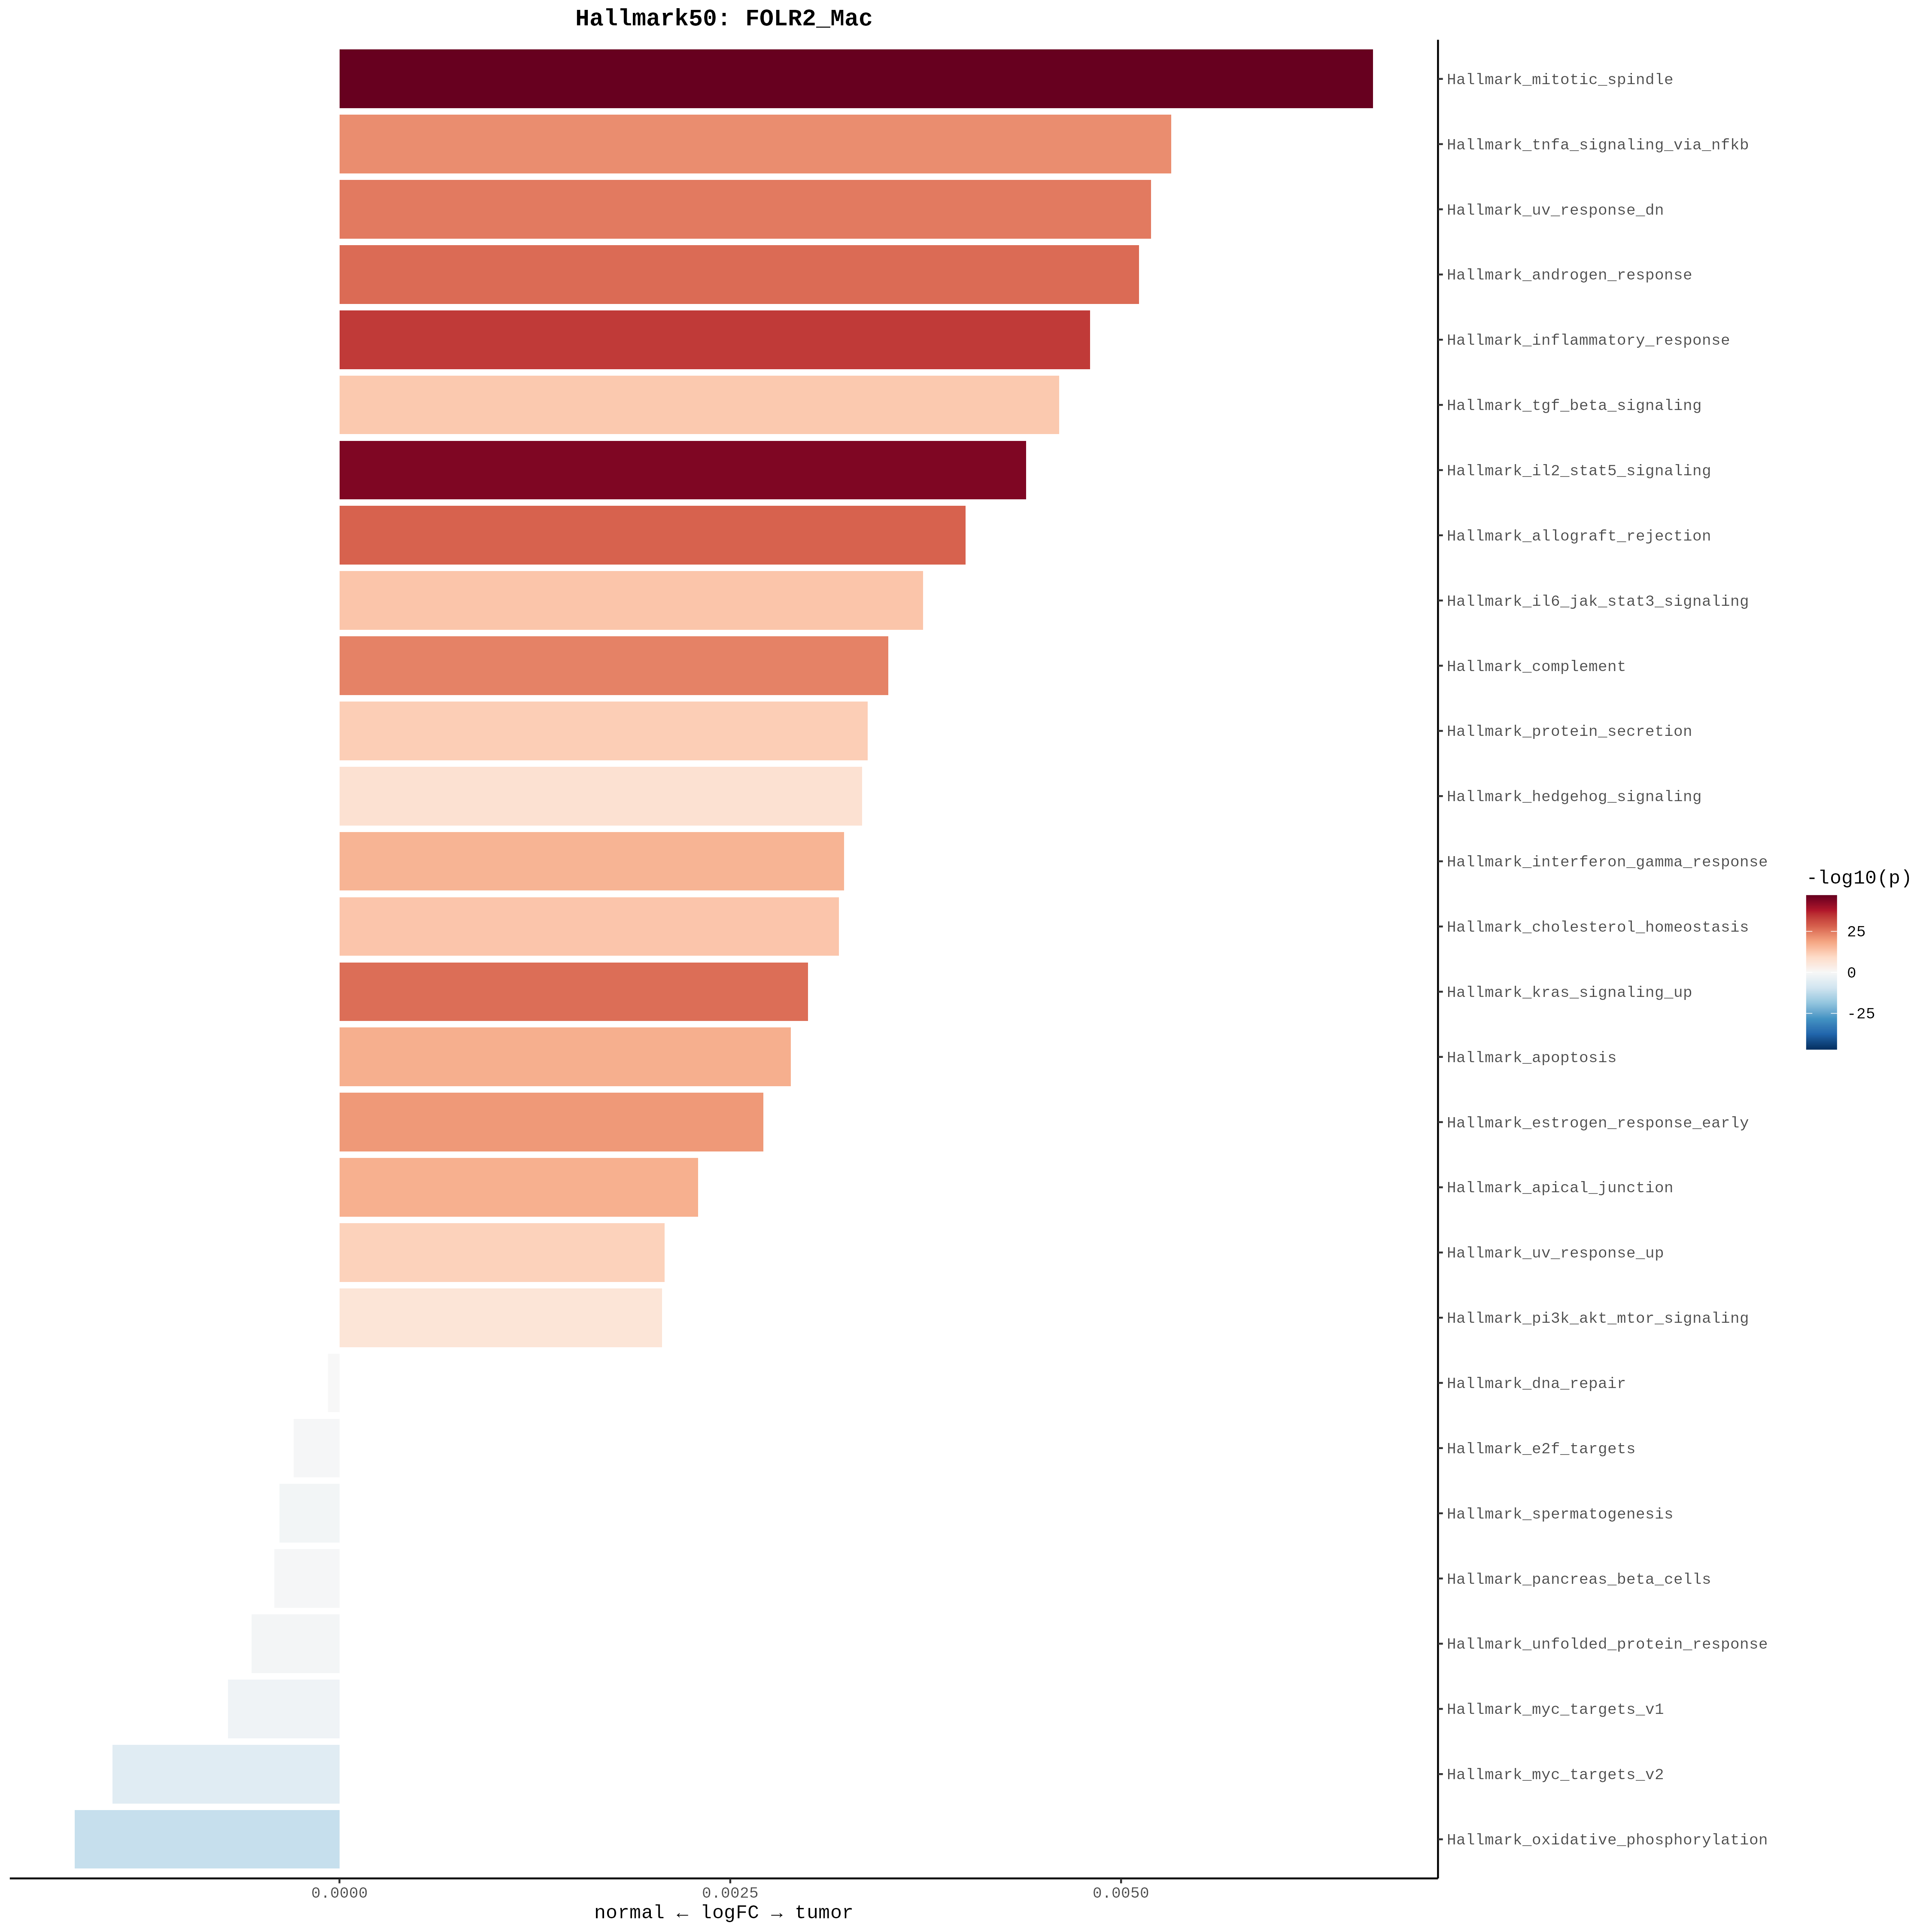 Hallmark50: FOLR2_Mac
Hallmark_mitotic_spindle
Hallmark_tnfa_signaling_via_nfkb
Hallmark_uv_response_dn
Hallmark_androgen_response
Hallmark_inflammatory_response
Hallmark_tgf_beta_signaling
Hallmark_il2_stat5_signaling
Hallmark_allograft_rejection
Hallmark_il6_jak_stat3_signaling
Hallmark_complement
Hallmark_protein_secretion
Hallmark_hedgehog_signaling
Hallmark_interferon_gamma_response
Hallmark_cholesterol_homeostasis
Hallmark_kras_signaling_up
Hallmark_apoptosis
Hallmark_estrogen_response_early
Hallmark_apical_junction
Hallmark_uv_response_up
Hallmark_pi3k_akt_mtor_signaling
Hallmark_dna_repair
Hallmark_e2f_targets
Hallmark_spermatogenesis
Hallmark_pancreas_beta_cells
Hallmark_unfolded_protein_response
Hallmark_myc_targets_v1
Hallmark_myc_targets_v2
Hallmark_oxidative_phosphorylation
0.0000 0.0025 0.0050
normal ← logFC → tumor
-log10(p)
25
0
-25